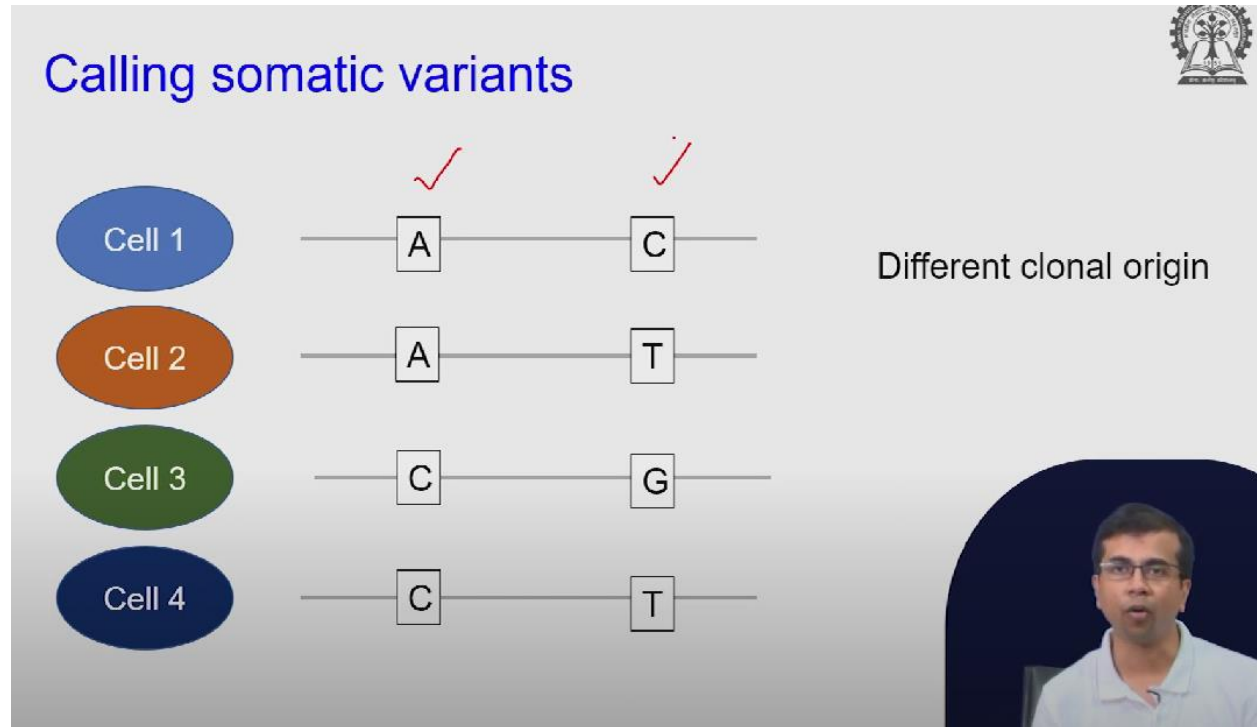 Calling somatic variants
Cell 1 A C
Different clonal origin
Cell 2 A T
Cell 3 C G
Cell 4 C T